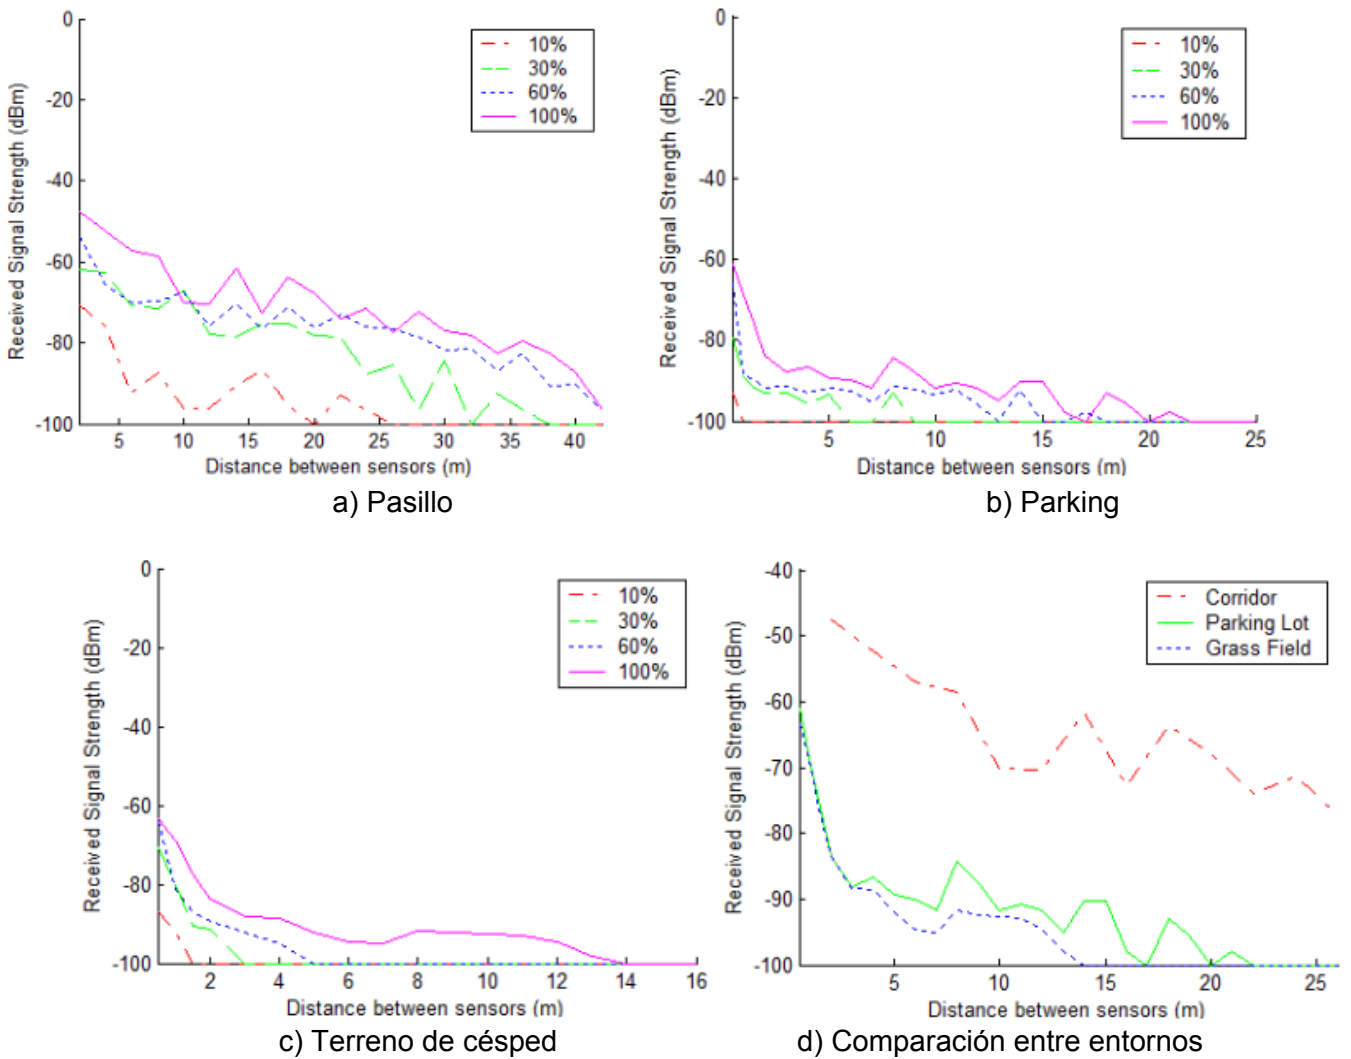 0
-20
-40
-60
-80
-100
Received Signal Strength (dBm)
10%
30%
60%
100%
5 10 15 20 25 30 35 40
Distance between sensors (m)
a) Pasillo
0
-20
-40
-60
-80
-100
Received Signal Strength (dBm)
10%
30%
60%
100%
5 10 15 20 25
Distance between sensors (m)
b) Parking
0
-20
-40
-60
-80
-100
Received Signal Strength (dBm)
10%
30%
60%
100%
2 4 6 8 10 12 14 16
Distance between sensors (m)
c) Terreno de césped
-40
-50
-60
-70
-80
-90
-100
Received Signal Strength (dBm)
Corridor
Parking Lot
Grass Field
5 10 15 20 25
Distance between sensors (m)
d) Comparación entre entornos